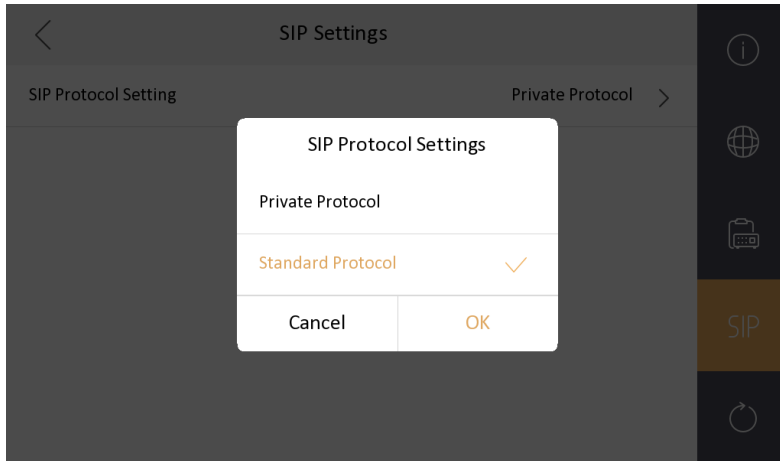 SIP Settings
SIP Protocol Setting Private Protocol
SIP Protocol Settings
Private Protocol
Standard Protocol
Cancel OK
SIP